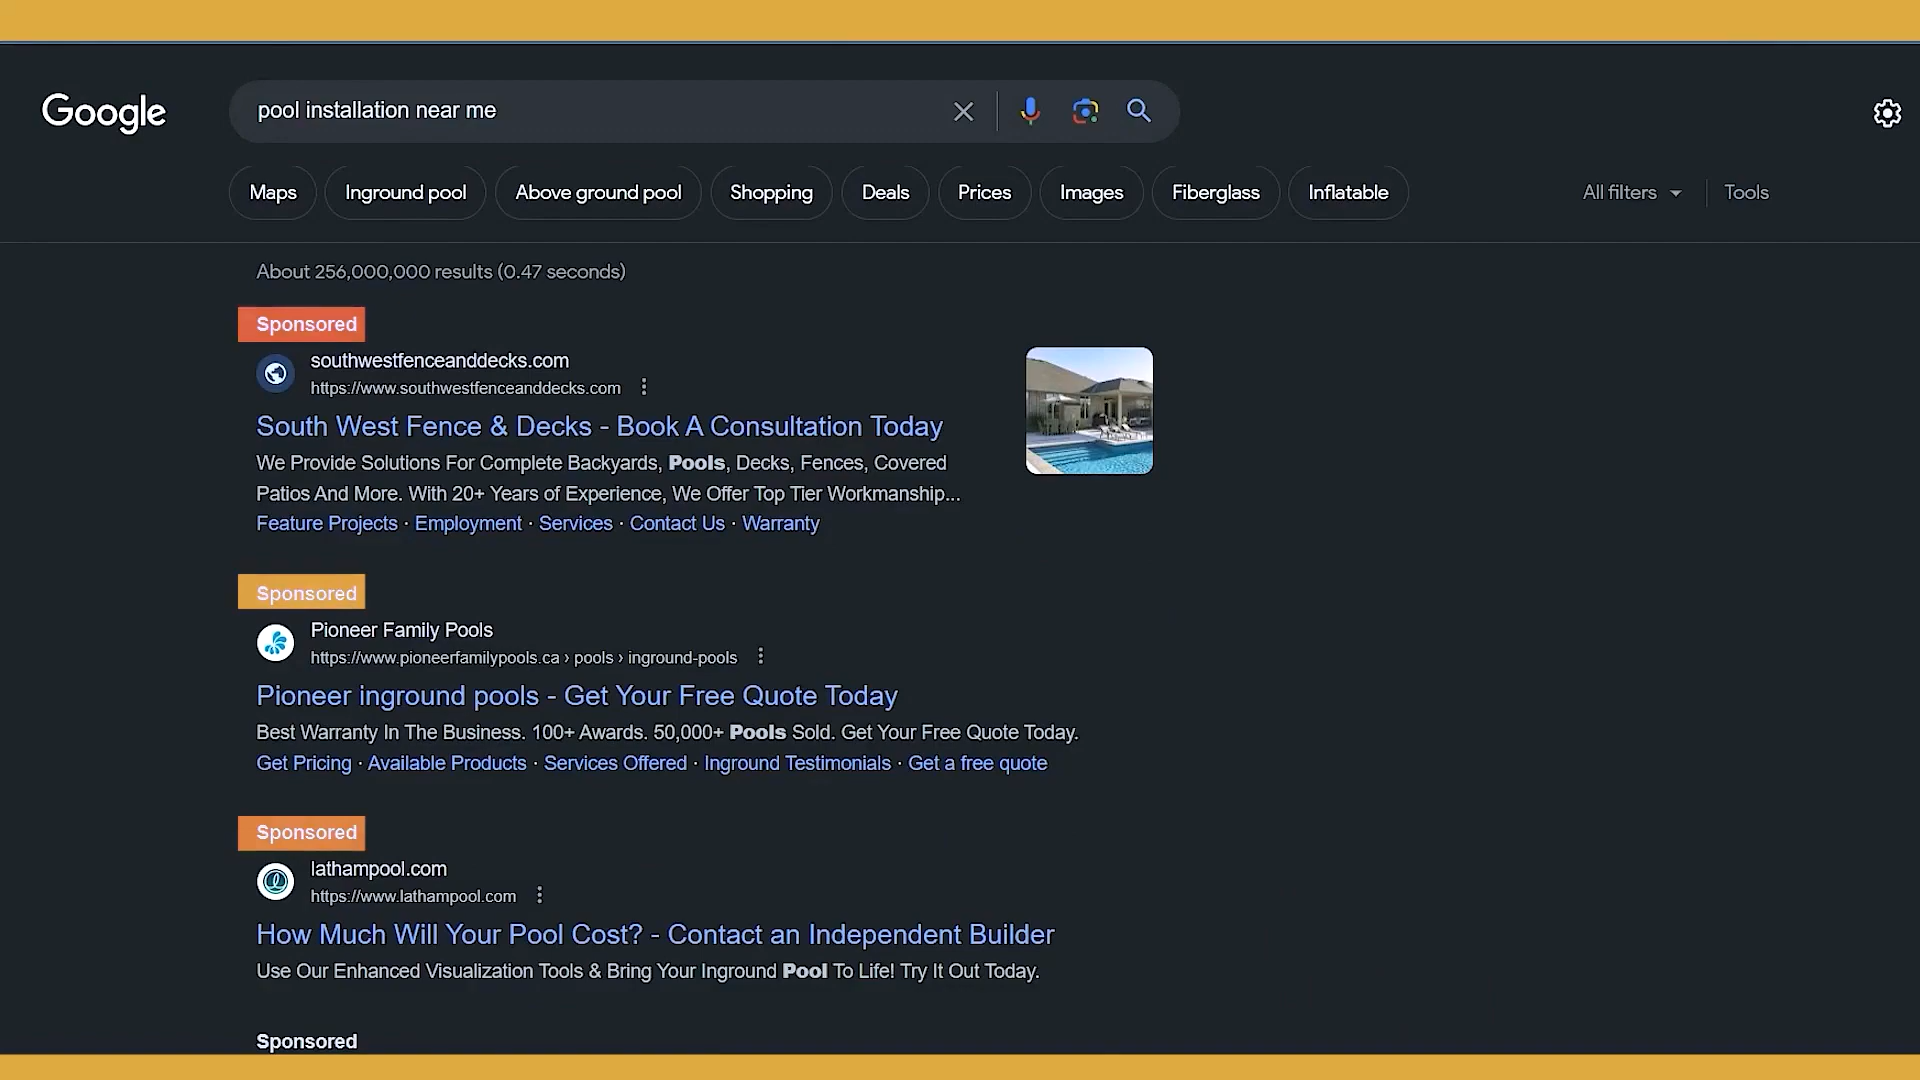 Google
pool installation near me
Maps
Inground pool
Above ground pool
Shopping
Deals
Prices
Images
Fiberglass
Inflatable
All filters
Tools
About 256,000,000 results (0.47 seconds)
Sponsored
southwestfenceanddecks.com
https://www.southwestfenceanddecks.com
South West Fence & Decks - Book A Consultation Today
We Provide Solutions For Complete Backyards, Pools, Decks, Fences, Covered
Patios And More. With 20+ Years of Experience, We Offer Top Tier Workmanship...
Feature Projects · Employment · Services · Contact Us · Warranty
Sponsored
Pioneer Family Pools
https://www.pioneerfamilypools.ca › pools › inground-pools
Pioneer inground pools - Get Your Free Quote Today
Best Warranty In The Business. 100+ Awards. 50,000+ Pools Sold. Get Your Free Quote Today.
Get Pricing · Available Products · Services Offered · Inground Testimonials · Get a free quote
Sponsored
lathampool.com
https://www.lathampool.com
How Much Will Your Pool Cost? - Contact an Independent Builder
Use Our Enhanced Visualization Tools & Bring Your Inground Pool To Life! Try It Out Today.
Sponsored